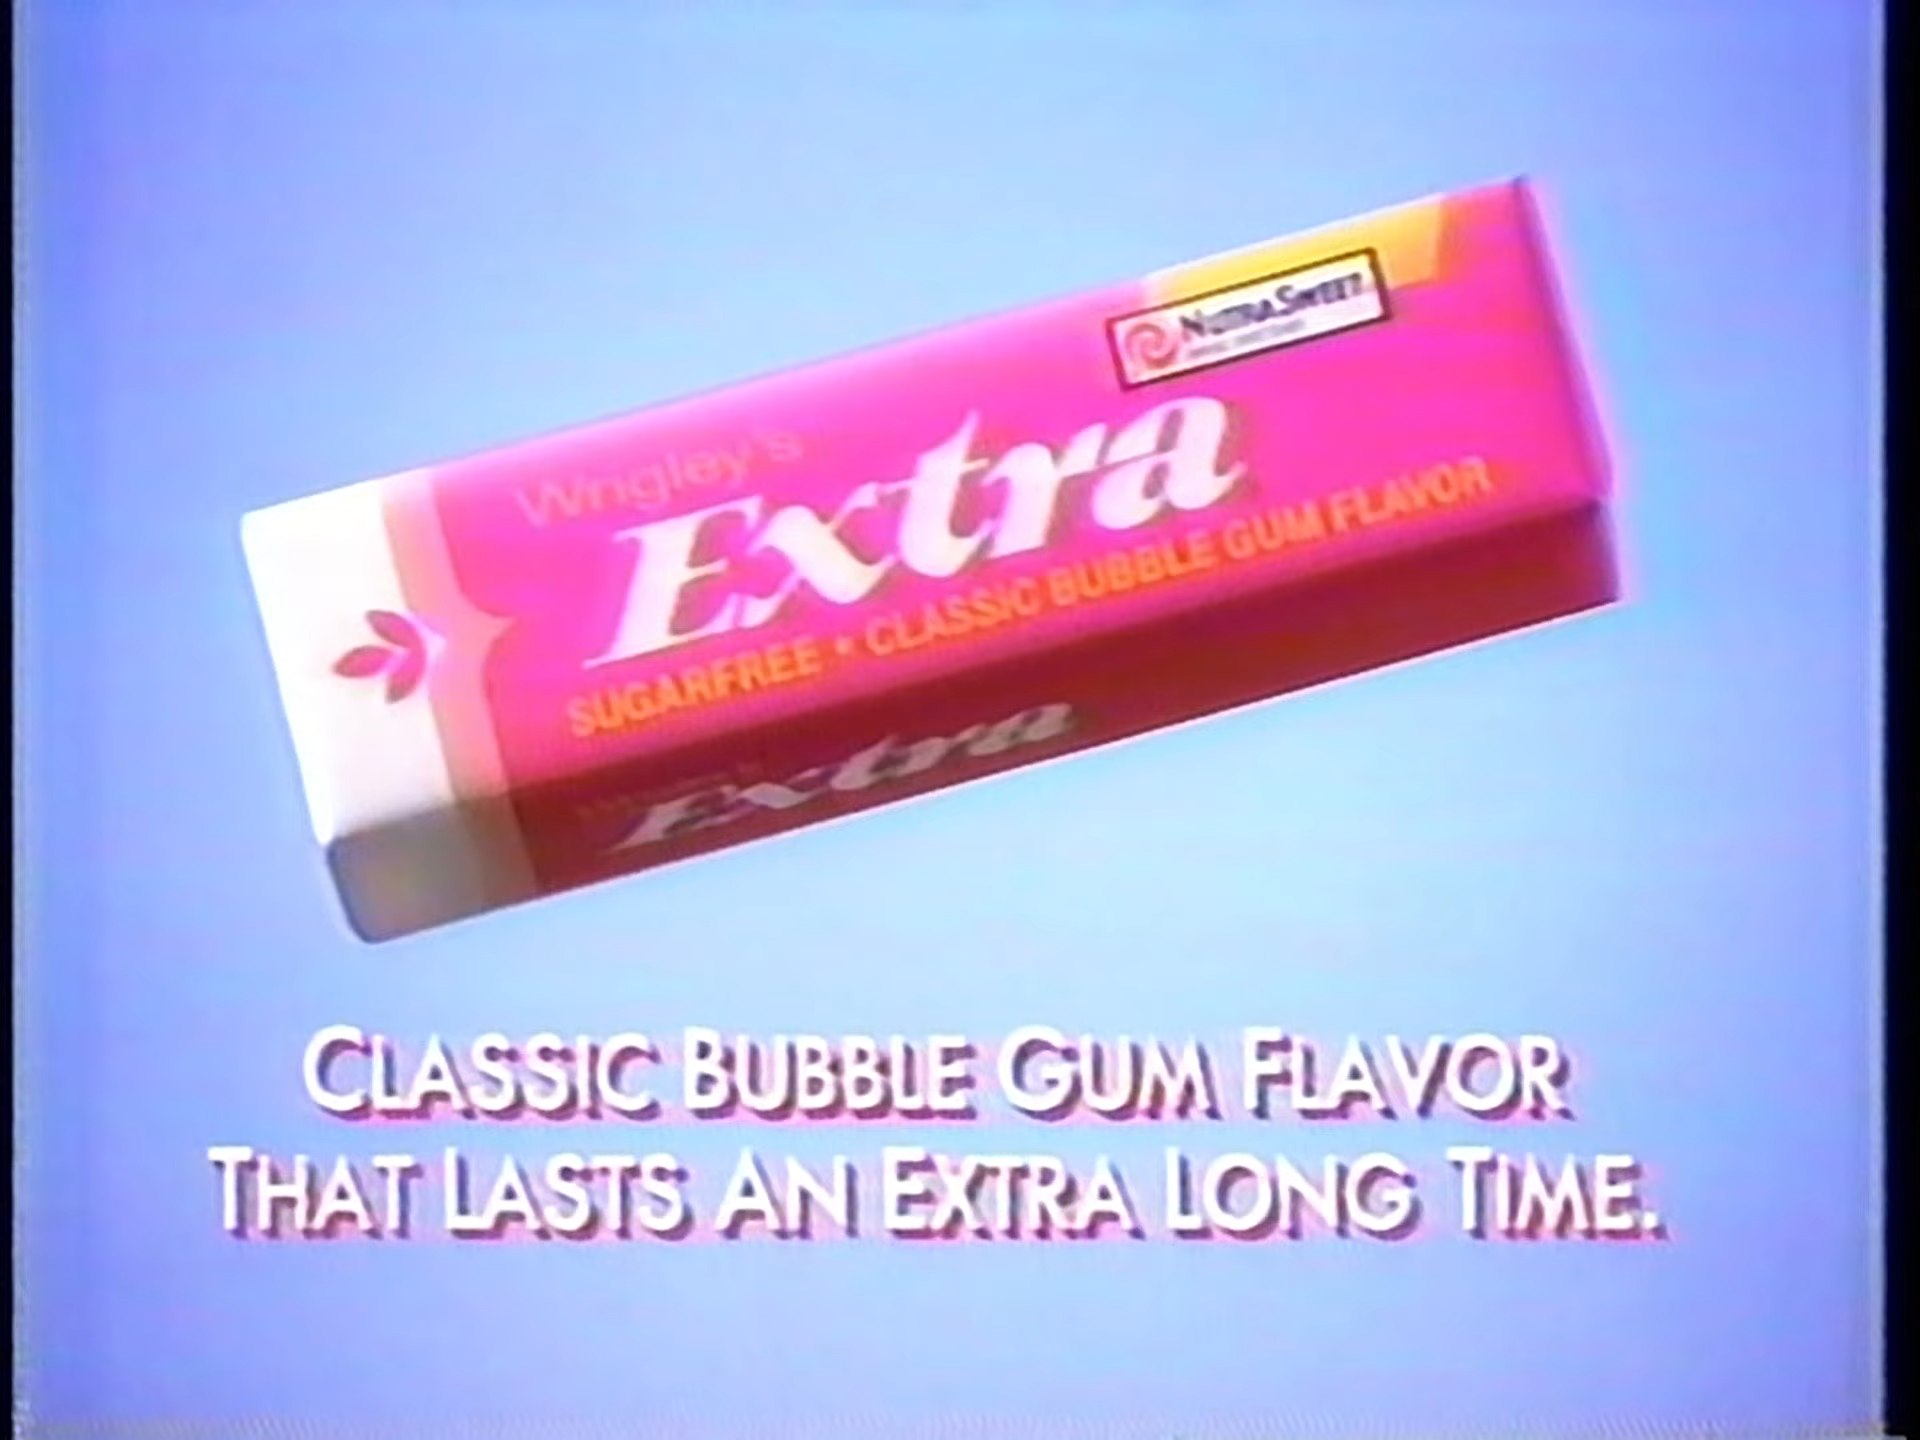 NUTRASWEET
Wrigley's
Extra
SUGARFREE • CLASSIC BUBBLE GUM FLAVOR
Extra
CLASSIC BUBBLE GUM FLAVOR
THAT LASTS AN EXTRA LONG TIME.